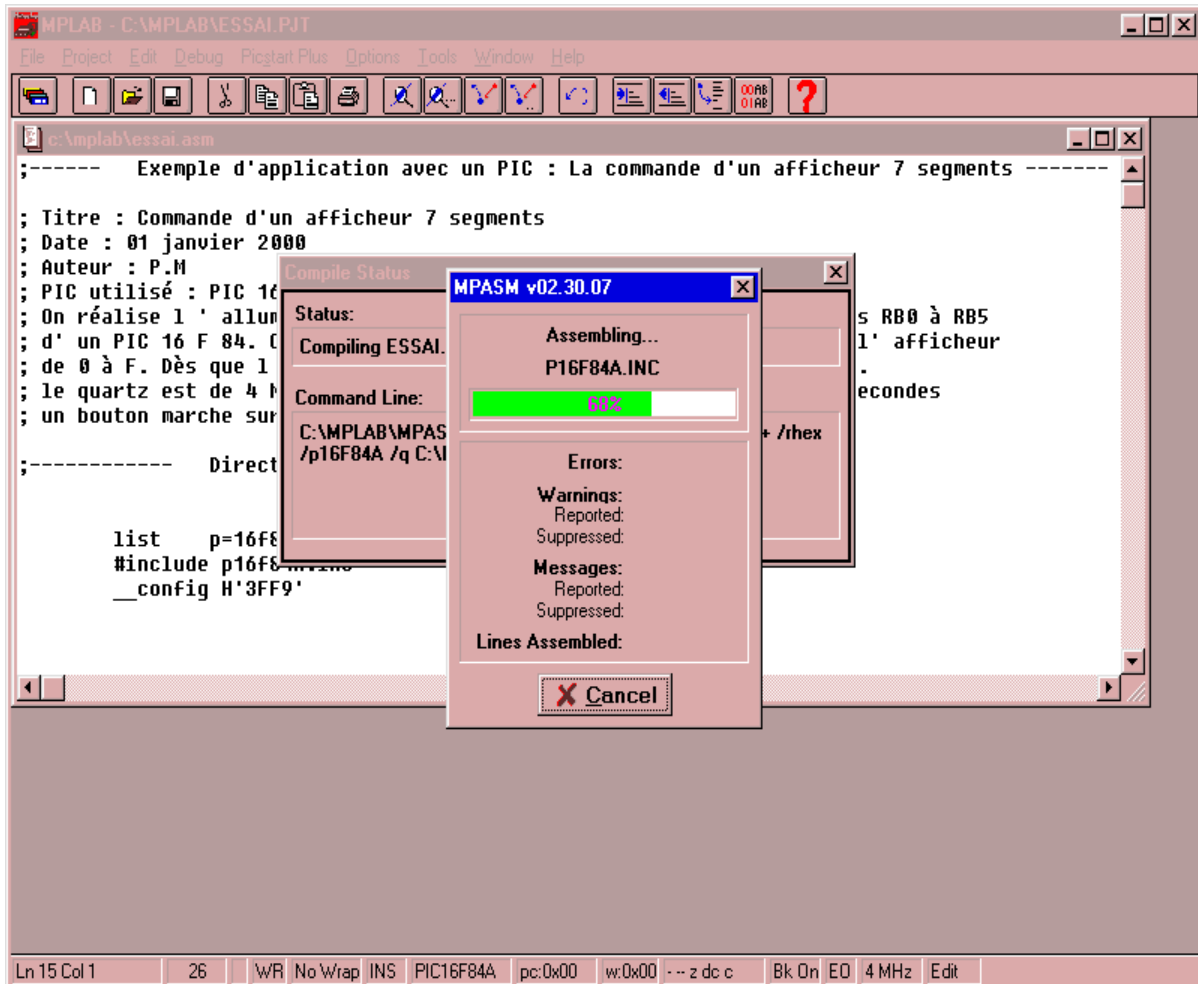 MPLAB - C:\MPLAB\ESSAI.PJT
File Project Edit Debug Picstart Plus Options Tools Window Help
c:\mplab\essai.asm
;------ Exemple d'application avec un PIC : La commande d'un afficheur 7 segments -------
; Titre : Commande d'un afficheur 7 segments
; Date : 01 janvier 2000
; Auteur : P.M
; PIC utilisé : PIC 16
; On réalise l ' allum s RB0 à RB5
; d' un PIC 16 F 84. l' afficheur
; de 0 à F. Dès que l .
; le quartz est de 4 econdes
; un bouton marche sur
;------------ Direct
list p=16f8
#include p16f8
__config H'3FF9'
Compile Status
Status:
Compiling ESSAI.
Command Line:
C:\MPLAB\MPAS + /rhex
/p16F84A /q C:\
MPASM v02.30.07
Assembling...
P16F84A.INC
68%
Errors:
Warnings:
Reported:
Suppressed:
Messages:
Reported:
Suppressed:
Lines Assembled:
Cancel
Ln 15 Col 1 26 WR No Wrap INS PIC16F84A pc:0x00 w:0x00 - -- z dc c Bk On EO 4 MHz Edit